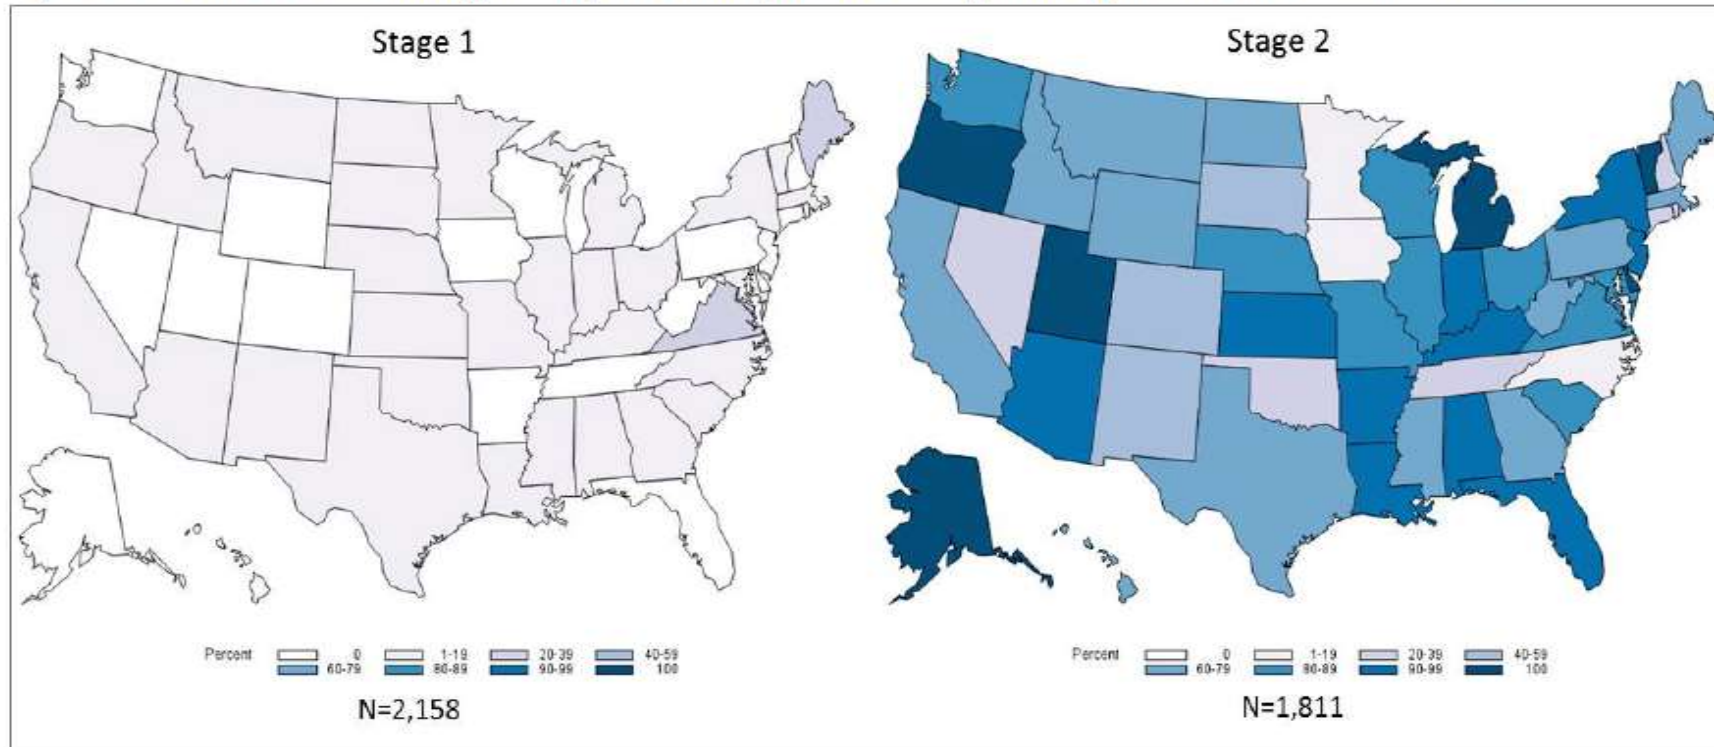 Stage 1
Stage 2
Percent 0 1-19 20-39 40-59
60-79 80-89 90-99 100
N=2,158
Percent 0 1-19 20-39 40-59
60-79 80-89 90-99 100
N=1,811